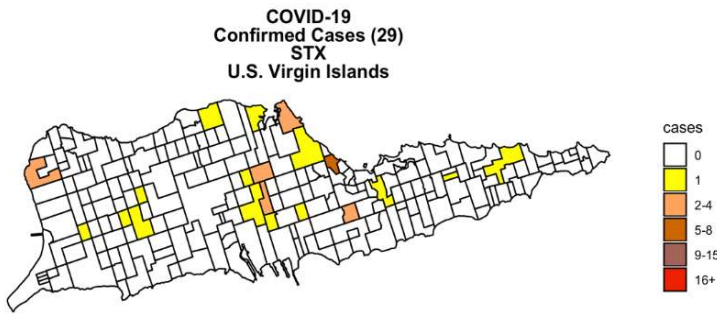 COVID-19
Confirmed Cases (29)
STX
U.S. Virgin Islands
cases
0
1
2-4
5-8
9-15
16+